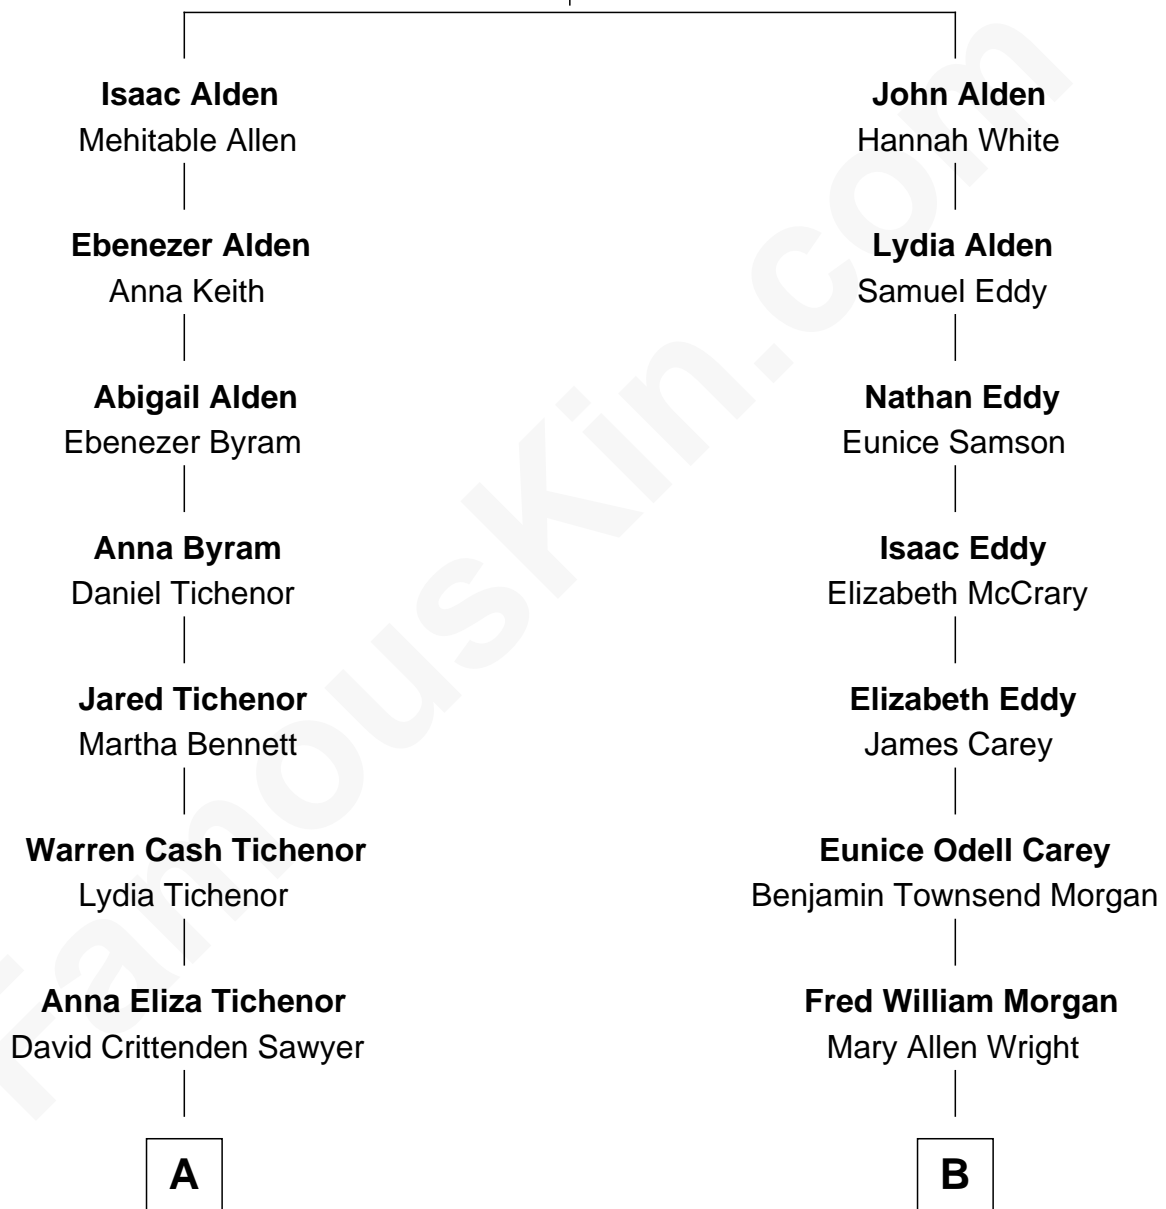 Isaac Alden
Mehitable Allen
John Alden
Hannah White
Ebenezer Alden
Anna Keith
Lydia Alden
Samuel Eddy
Abigail Alden
Ebenezer Byram
Nathan Eddy
Eunice Samson
Anna Byram
Daniel Tichenor
Isaac Eddy
Elizabeth McCrary
Jared Tichenor
Martha Bennett
Elizabeth Eddy
James Carey
Warren Cash Tichenor
Lydia Tichenor
Eunice Odell Carey
Benjamin Townsend Morgan
Anna Eliza Tichenor
David Crittenden Sawyer
Fred William Morgan
Mary Allen Wright
A
B
FamousKin.com